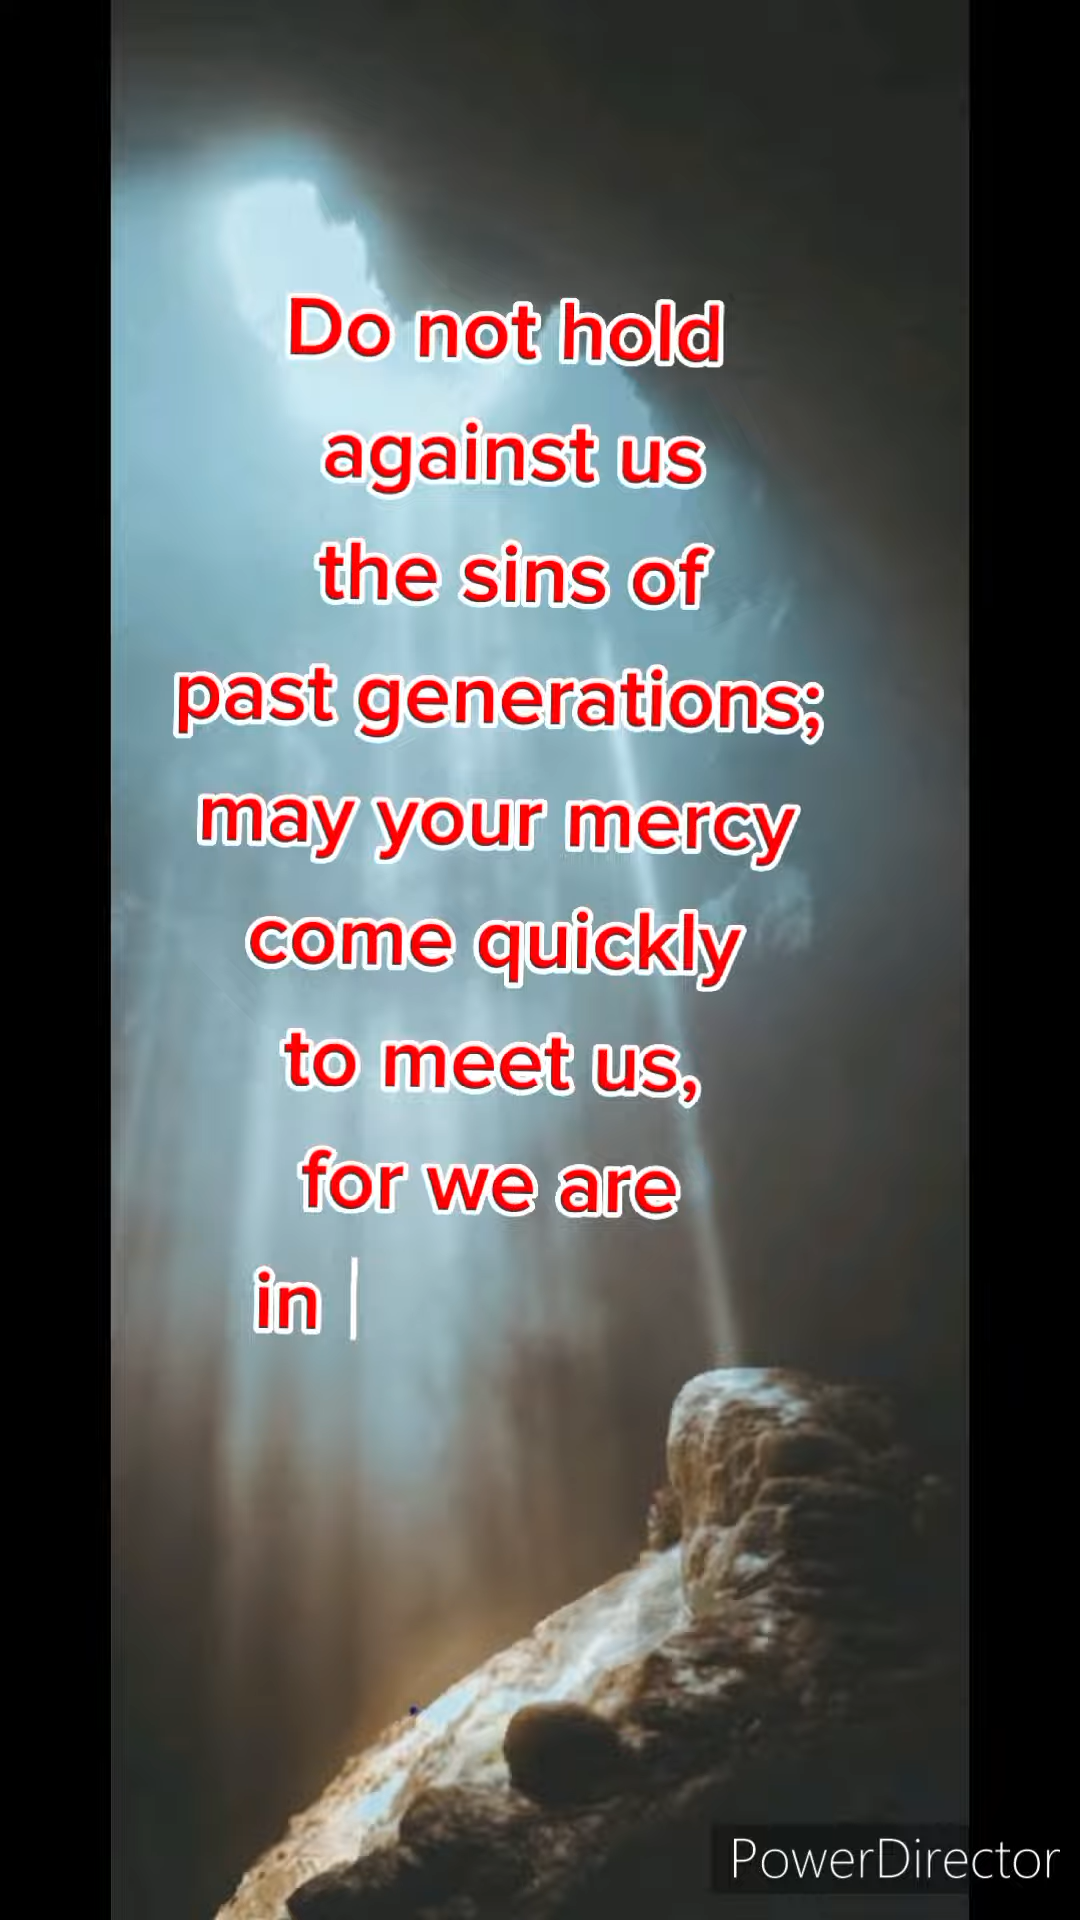 Do not hold
against us
the sins of
past generations;
may your mercy
come quickly
to meet us,
for we are
in
PowerDirector